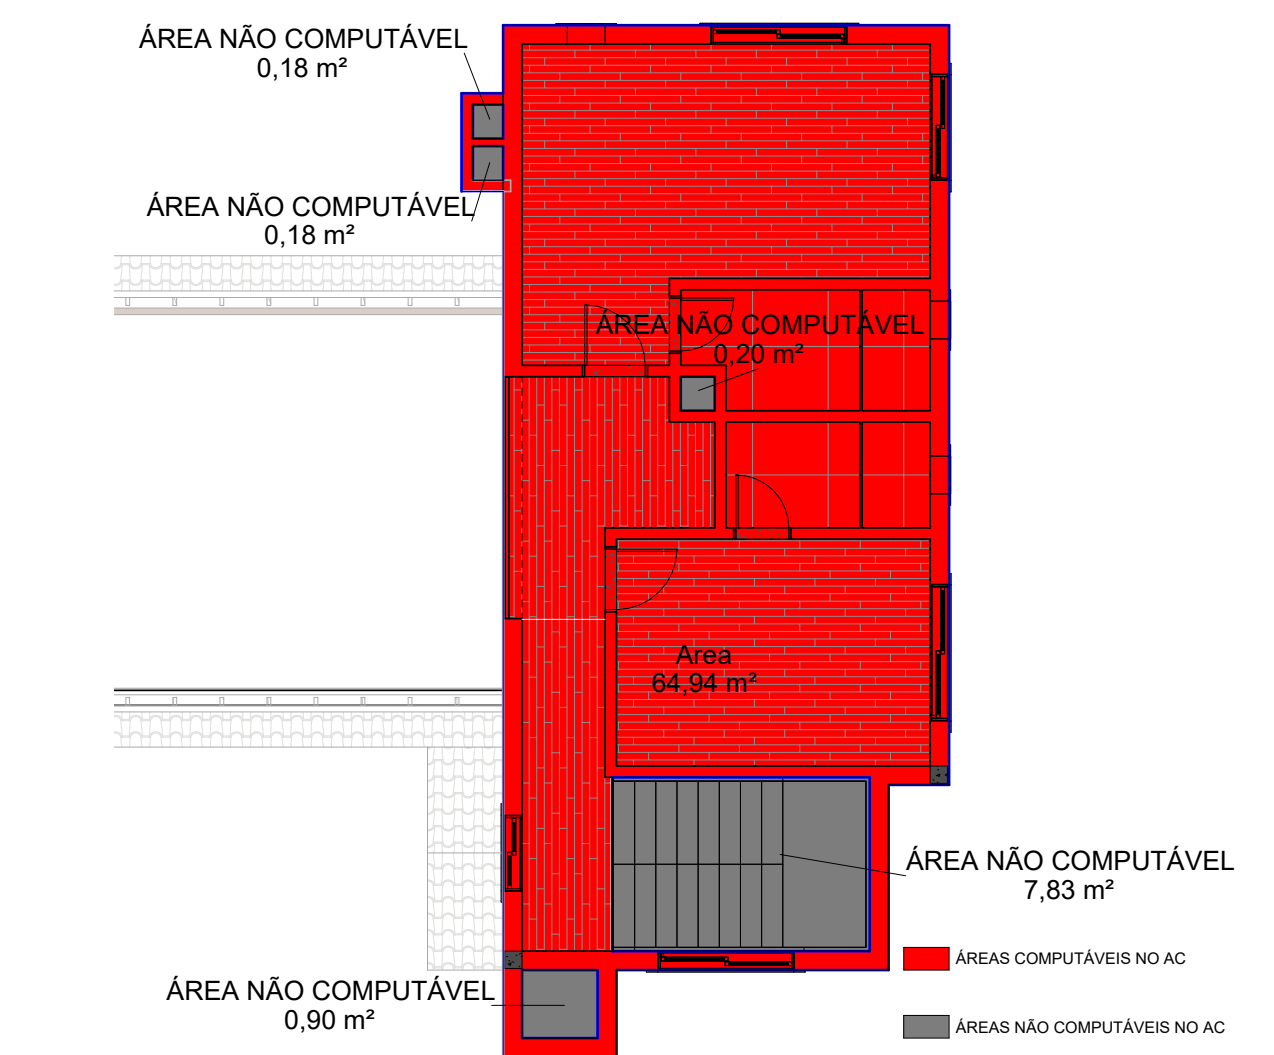 ÁREA NÃO COMPUTÁVEL
0,18 m²
ÁREA NÃO COMPUTÁVEL
0,18 m²
ÁREA NÃO COMPUTÁVEL
0,20 m²
Area
64,94 m²
ÁREA NÃO COMPUTÁVEL
7,83 m²
ÁREAS COMPUTÁVEIS NO AC
ÁREA NÃO COMPUTÁVEL
0,90 m²
ÁREAS NÃO COMPUTÁVEIS NO AC